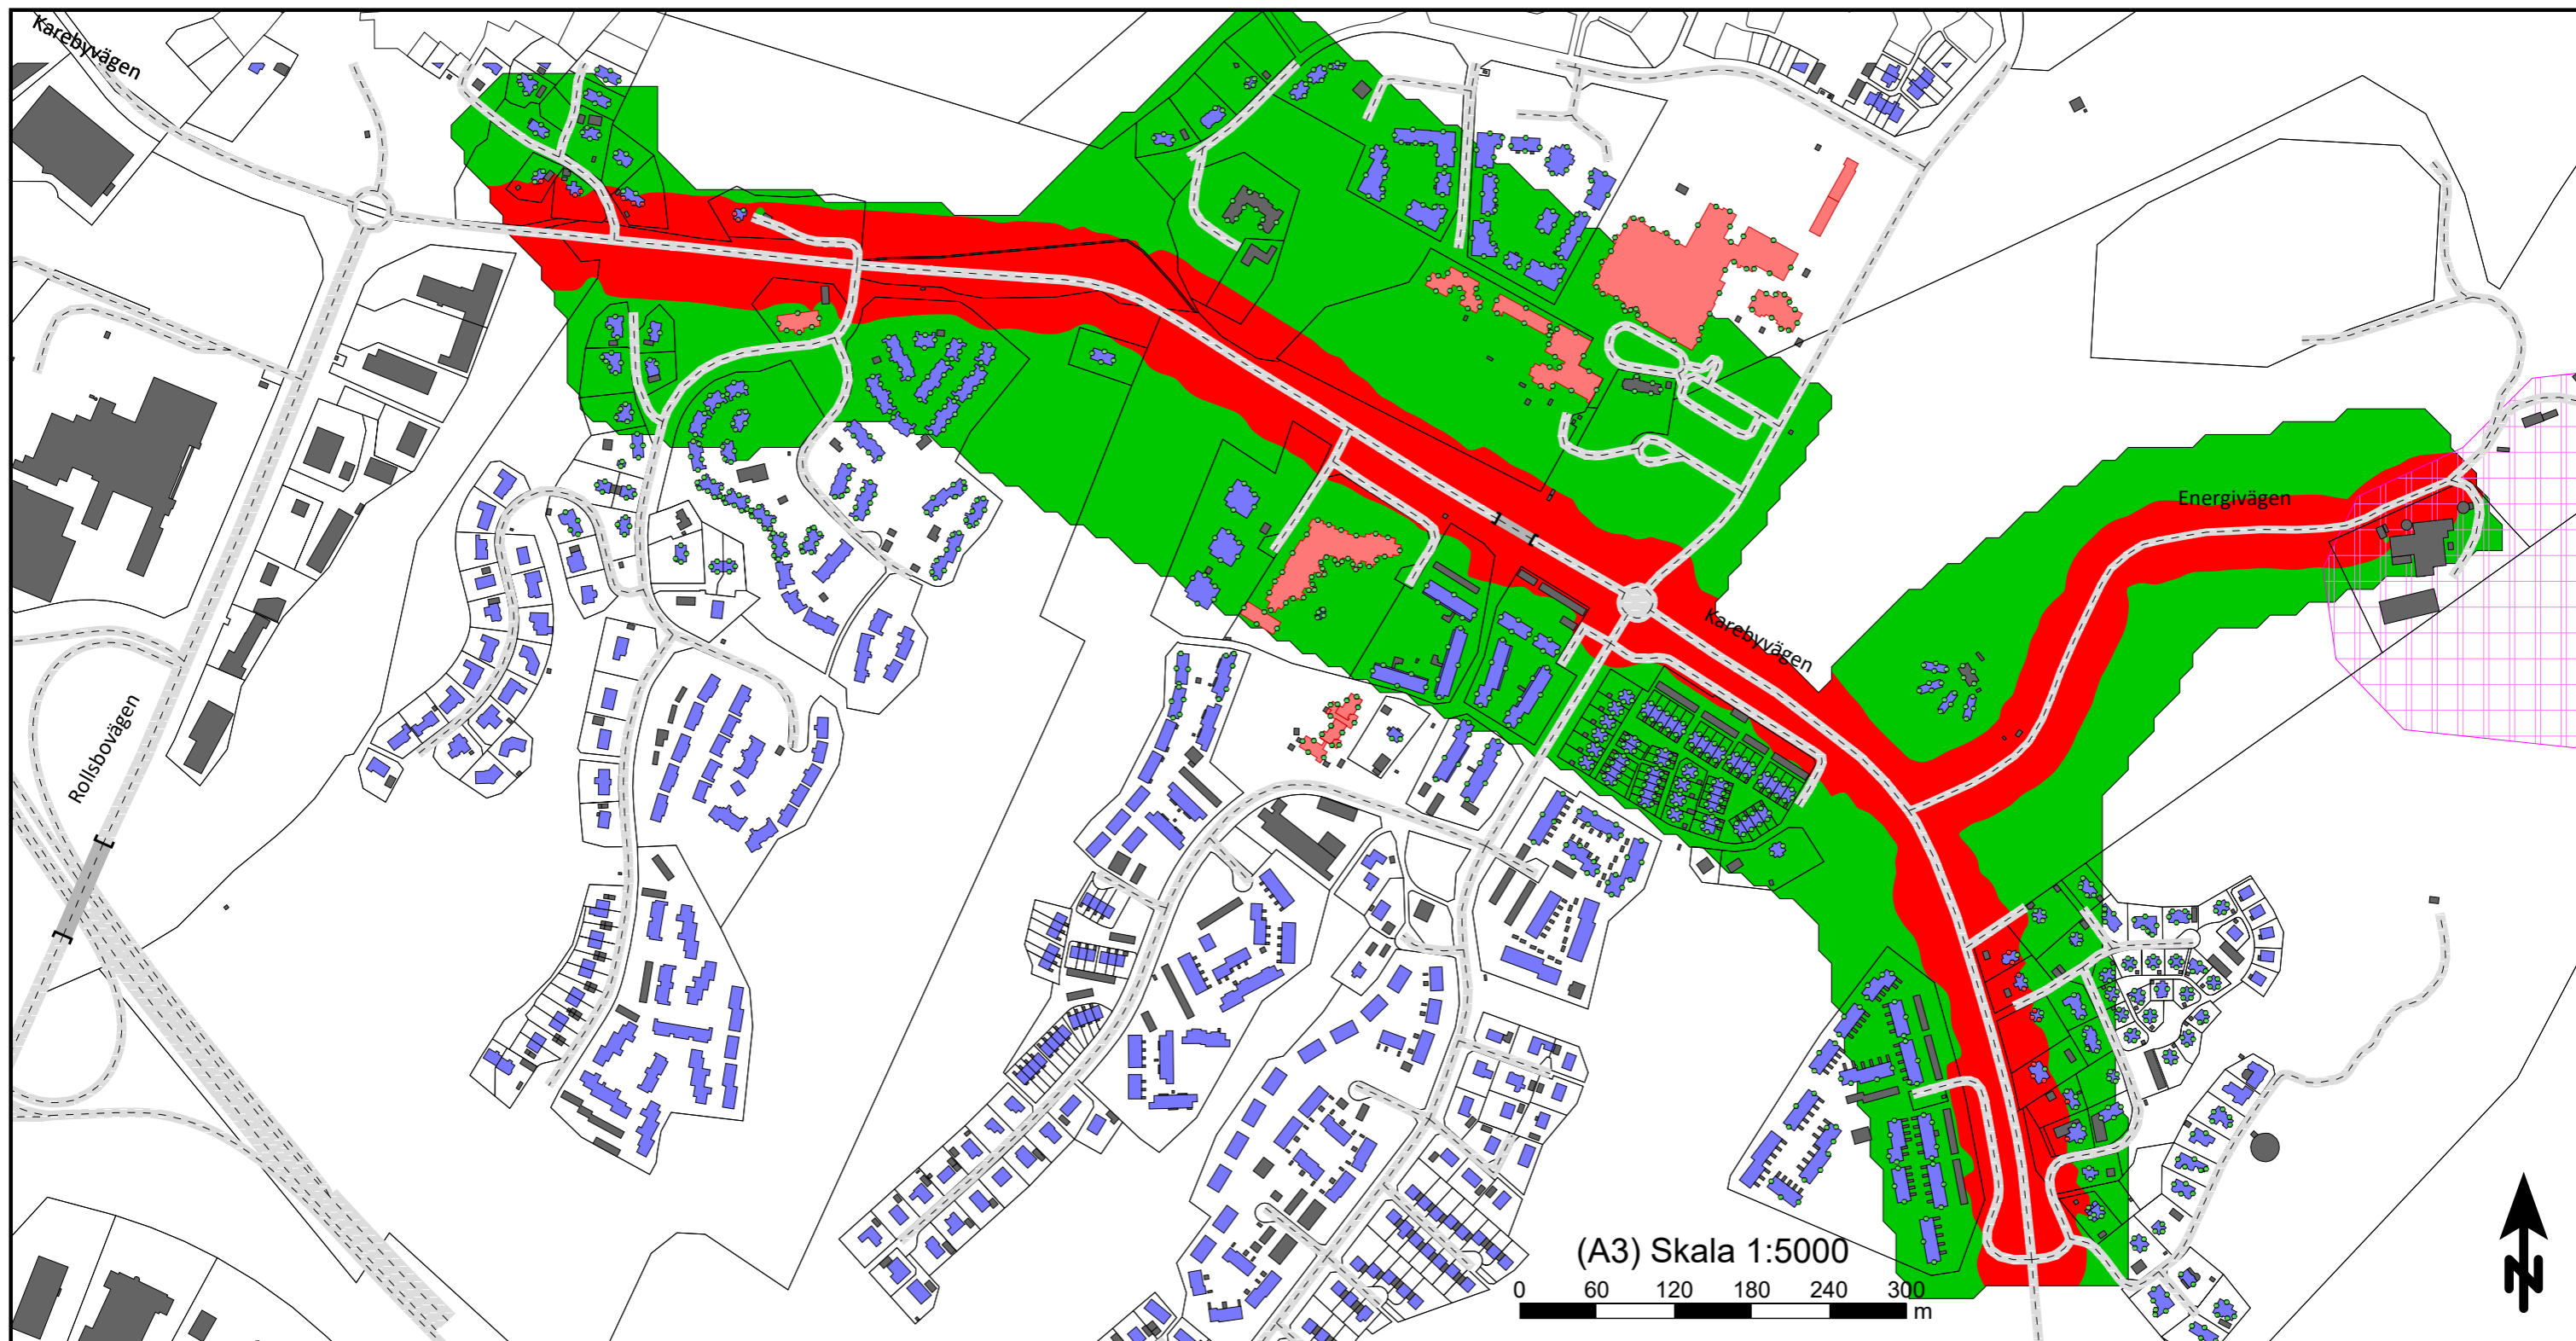 Karebyvägen
Energivägen
Karebyvägen
Rollsbovägen
(A3) Skala 1:5000
0 60 120 180 240 300
m
N